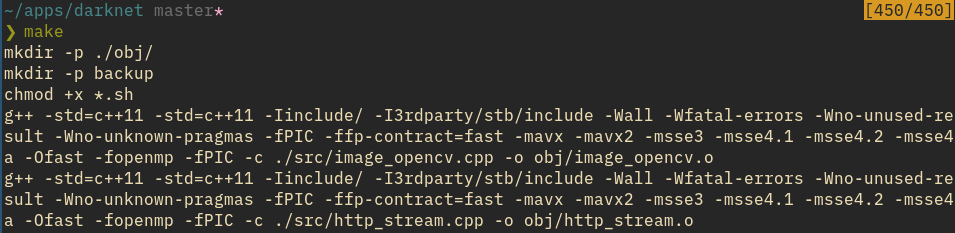 ~/apps/darknet master* [450/450]
❯ make
mkdir -p ./obj/
mkdir -p backup
chmod +x *.sh
g++ -std=c++11 -std=c++11 -Iinclude/ -I3rdparty/stb/include -Wall -Wfatal-errors -Wno-unused-re
sult -Wno-unknown-pragmas -fPIC -ffp-contract=fast -mavx -mavx2 -msse3 -msse4.1 -msse4.2 -msse4
a -Ofast -fopenmp -fPIC -c ./src/image_opencv.cpp -o obj/image_opencv.o
g++ -std=c++11 -std=c++11 -Iinclude/ -I3rdparty/stb/include -Wall -Wfatal-errors -Wno-unused-re
sult -Wno-unknown-pragmas -fPIC -ffp-contract=fast -mavx -mavx2 -msse3 -msse4.1 -msse4.2 -msse4
a -Ofast -fopenmp -fPIC -c ./src/http_stream.cpp -o obj/http_stream.o